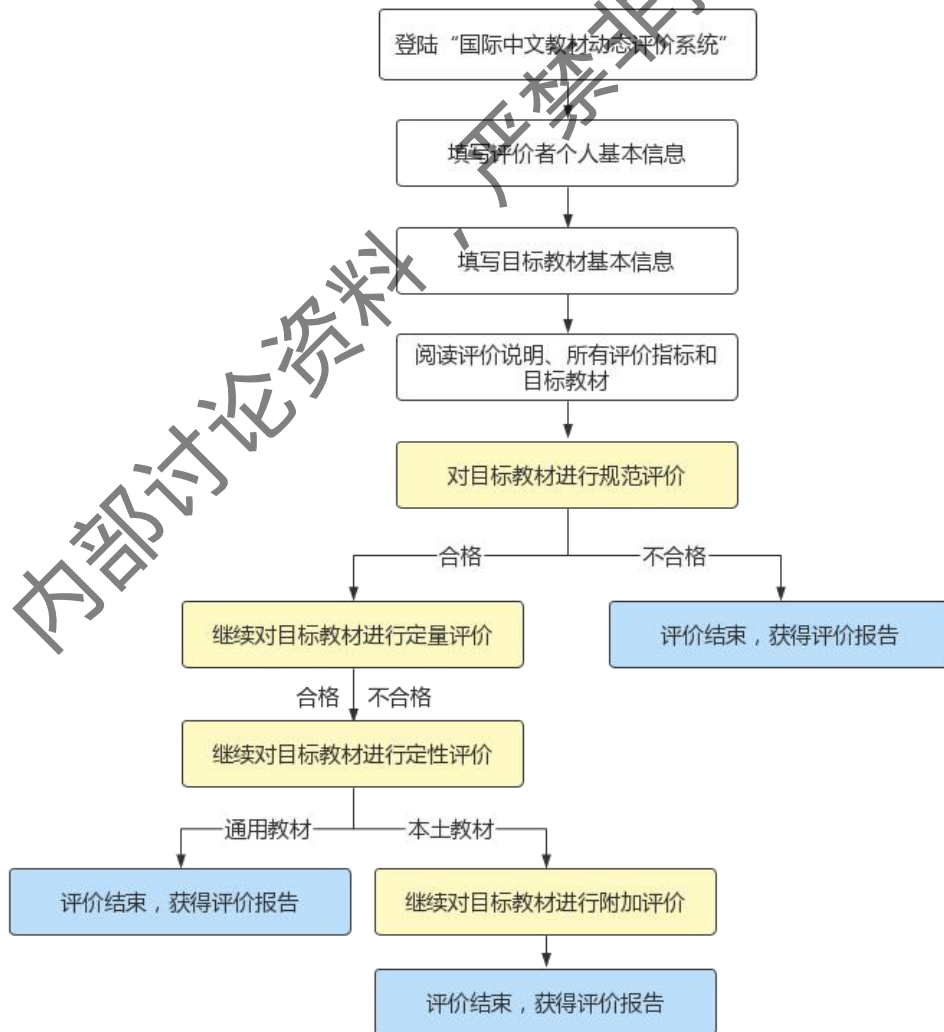 登陆“国际中文教材动态评价系统“
填写评价者个人基本信息
填写目标教材基本信息
阅读评价说明、所有评价指标和
目标教材
对目标教材进行规范评价
合格
不合格
继续对目标教材进行定量评价
评价结束，获得评价报告
合格
不合格
继续对目标教材进行定性评价
通用教材
本土教材
评价结束，获得评价报告
继续对目标教材进行附加评价
评价结束，获得评价报告
内部讨论资料，严禁非